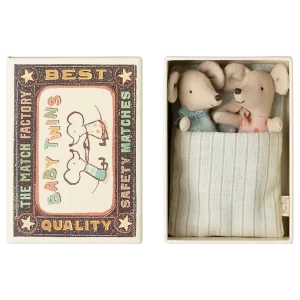 BEST
THE MATCH FACTORY
BABY TWINS
SAFETY MATCHES
QUALITY